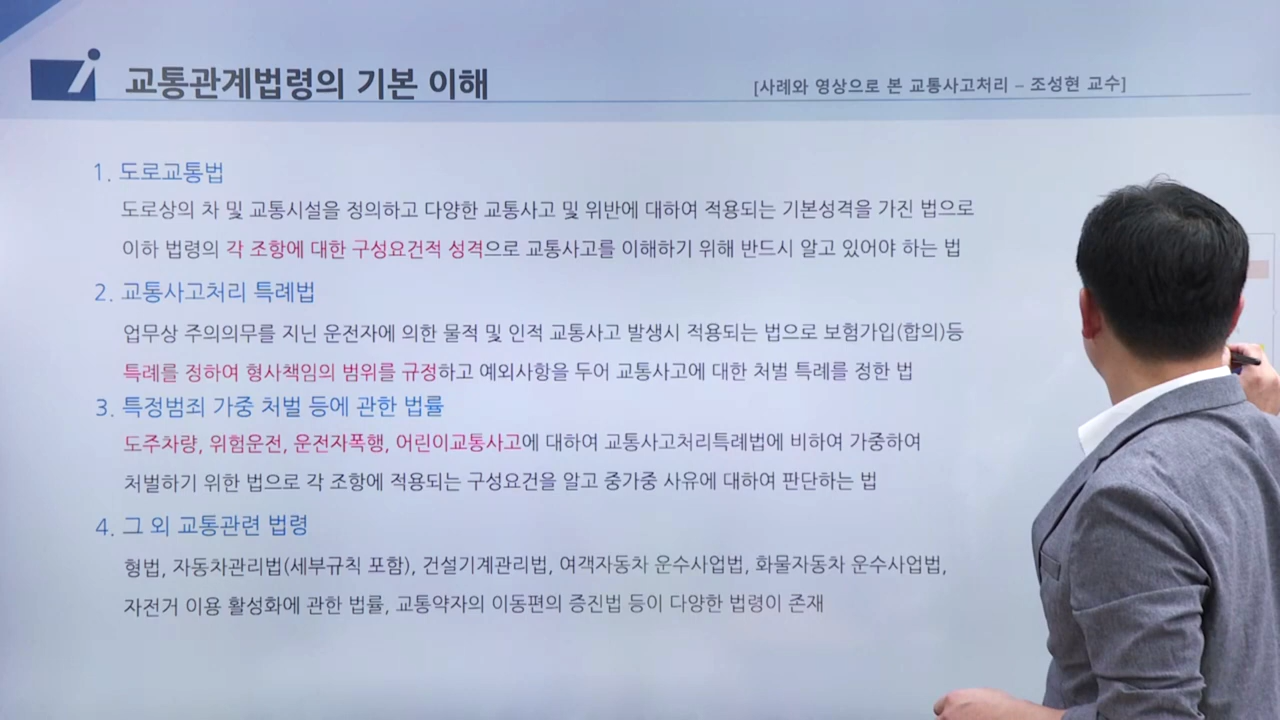 교통관계법령의 기본 이해
[사례와 영상으로 본 교통사고처리 – 조성현 교수]
1. 도로교통법
도로상의 차 및 교통시설을 정의하고 다양한 교통사고 및 위반에 대하여 적용되는 기본성격을 가진 법으로
이하 법령의 각 조항에 대한 구성요건적 성격으로 교통사고를 이해하기 위해 반드시 알고 있어야 하는 법
2. 교통사고처리 특례법
업무상 주의의무를 지닌 운전자에 의한 물적 및 인적 교통사고 발생시 적용되는 법으로 보험가입(합의)등
특례를 정하여 형사책임의 범위를 규정하고 예외사항을 두어 교통사고에 대한 처벌 특례를 정한 법
3. 특정범죄 가중 처벌 등에 관한 법률
도주차량, 위험운전, 운전자폭행, 어린이교통사고에 대하여 교통사고처리특례법에 비하여 가중하여
처벌하기 위한 법으로 각 조항에 적용되는 구성요건을 알고 중가중 사유에 대하여 판단하는 법
4. 그 외 교통관련 법령
형법, 자동차관리법(세부규칙 포함), 건설기계관리법, 여객자동차 운수사업법, 화물자동차 운수사업법,
자전거 이용 활성화에 관한 법률, 교통약자의 이동편의 증진법 등이 다양한 법령이 존재